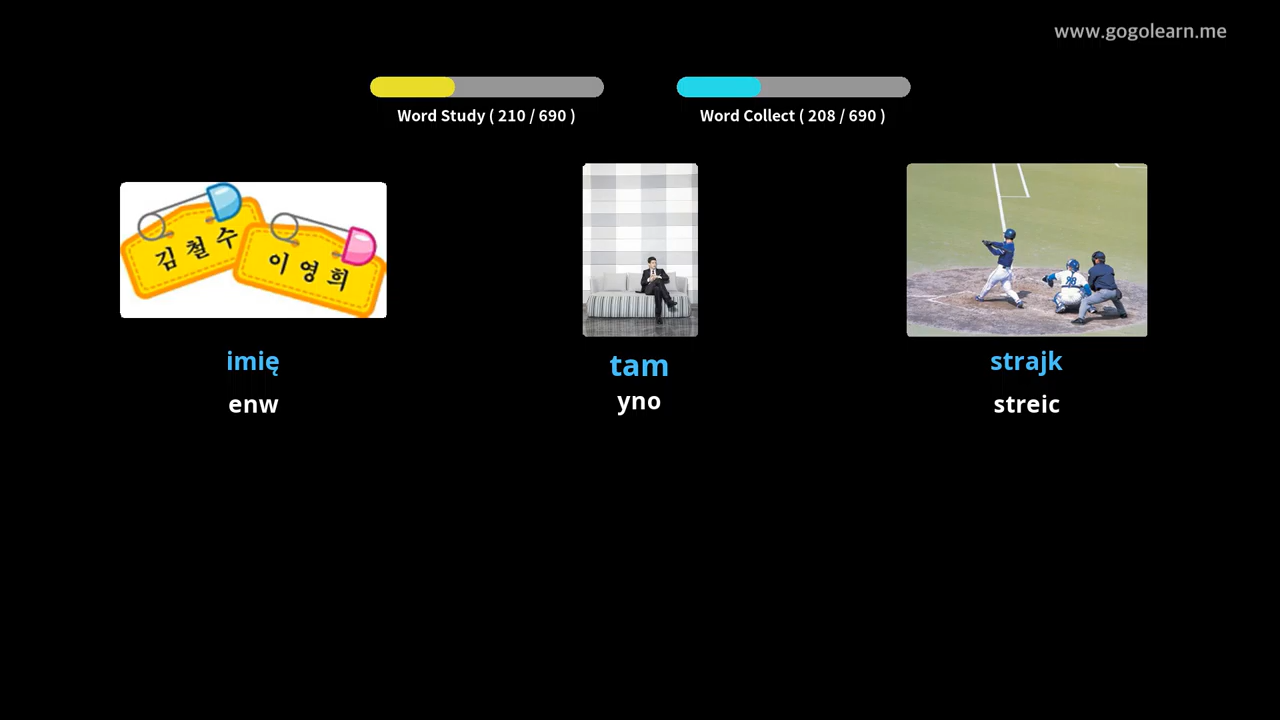 www.gogolearn.me
Word Study ( 210 / 690 )
Word Collect ( 208 / 690 )
김철수
이영희
imię
tam
strajk
enw
yno
streic